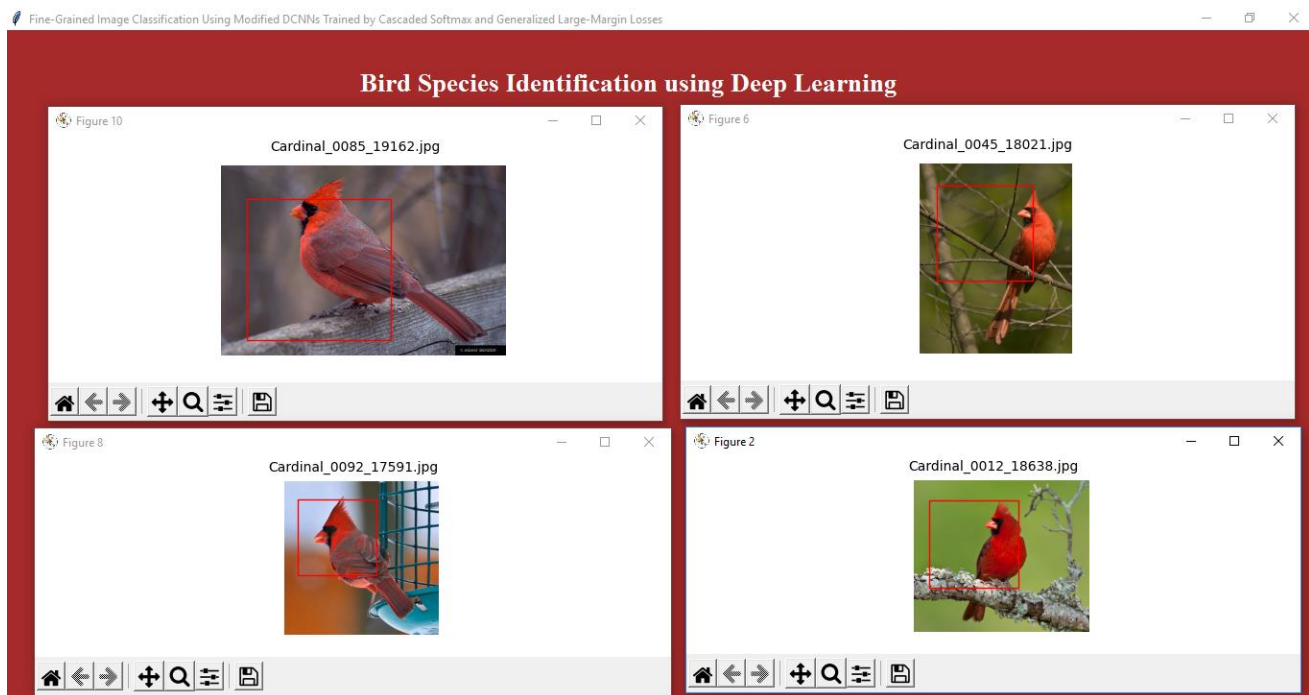 Fine-Grained Image Classification Using Modified DCNNs Trained by Cascaded Softmax and Generalized Large-Margin Losses
Bird Species Identification using Deep Learning
Figure 10
Cardinal_0085_19162.jpg
Figure 6
Cardinal_0045_18021.jpg
Figure 8
Cardinal_0092_17591.jpg
Figure 2
Cardinal_0012_18638.jpg